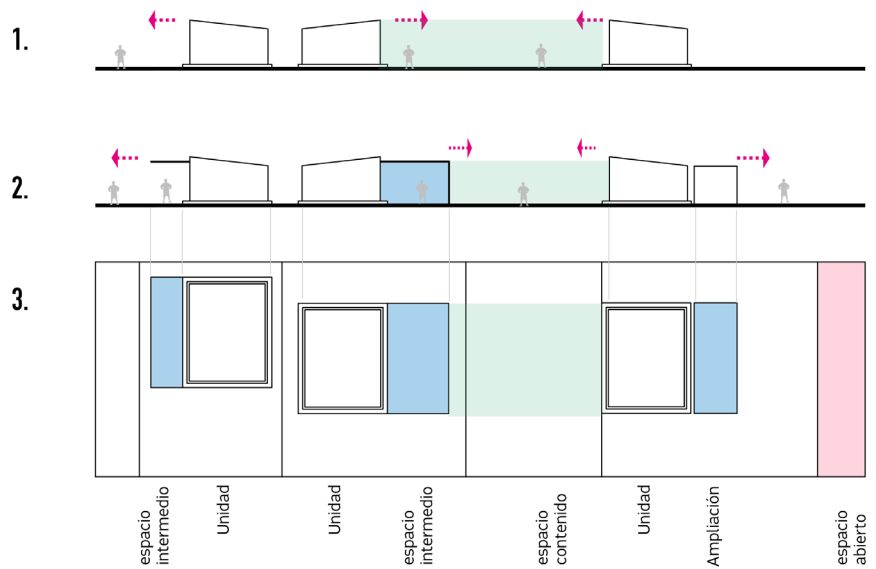 1.
2.
3.
espacio
intermedio
Unidad
Unidad
espacio
intermedio
espacio
contenido
Unidad
Ampliación
espacio
abierto